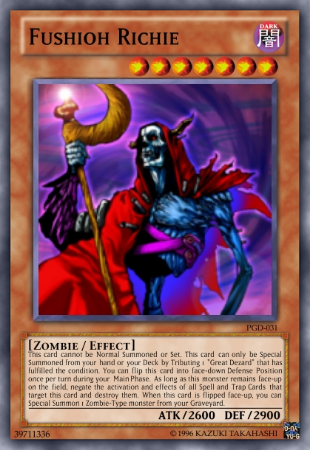 Fushioh Richie
DARK
闇
PGD-031
[Zombie / Effect]
This card cannot be Normal Summoned or Set. This card can only be Special
Summoned from your hand or your Deck by Tributing 1 "Great Dezard" that has
fulfilled the condition. You can flip this card into face-down Defense Position
once per turn during your Main Phase. As long as this monster remains face-up
on the field, negate the activation and effects of all Spell and Trap Cards that
target this card and destroy them. When this card is flipped face-up, you can
Special Summon 1 Zombie-Type monster from your Graveyard.
ATK / 2600 DEF / 2900
39711336
©1996 KAZUKI TAKAHASHI